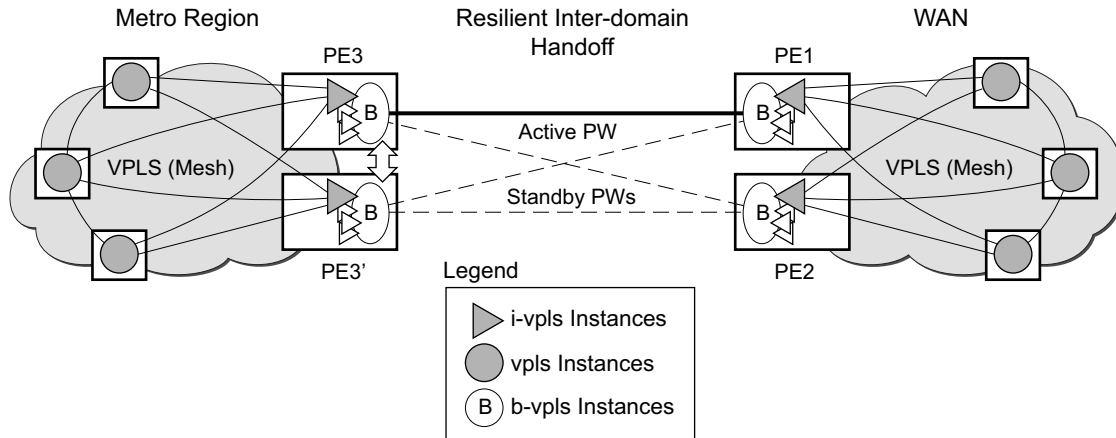 Metro Region
Resilient Inter-domain
Handoff
WAN
PE3
PE1
B
B
Active PW
VPLS (Mesh)
VPLS (Mesh)
Standby PWs
B
B
PE3’
PE2
Legend
i-vpls Instances
vpls Instances
B b-vpls Instances